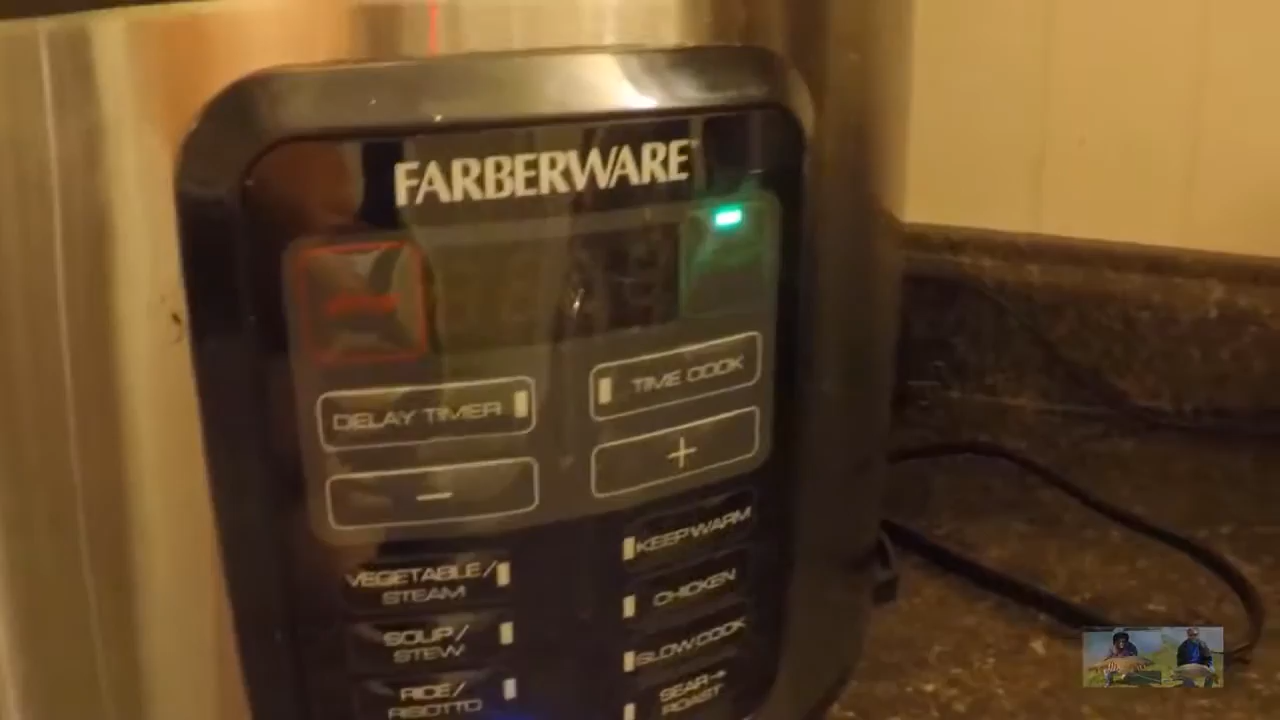 FARBERWARE
DELAY TIMER
TIME COOK
−
+
KEEP WARM
VEGETABLE/
STEAM
CHICKEN
SOUP/
STEW
SLOW COOK
RICE/
RISOTTO
SEAR→
ROAST